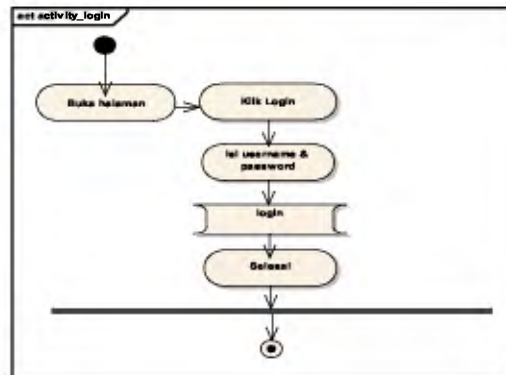 act activity_login
Buka halaman
Klik Login
Isi username &
password
login
Selesai